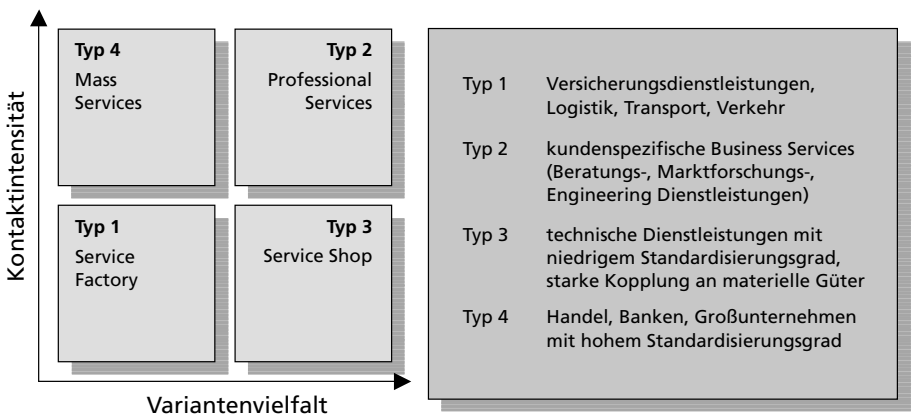 Kontaktintensität
Typ 4
Mass
Services
Typ 2
Professional
Services
Typ 1
Service
Factory
Typ 3
Service Shop
Variantenvielfalt
Typ 1 Versicherungsdienstleistungen,
Logistik, Transport, Verkehr
Typ 2 kundenspezifische Business Services
(Beratungs-, Marktforschungs-,
Engineering Dienstleistungen)
Typ 3 technische Dienstleistungen mit
niedrigem Standardisierungsgrad,
starke Kopplung an materielle Güter
Typ 4 Handel, Banken, Großunternehmen
mit hohem Standardisierungsgrad